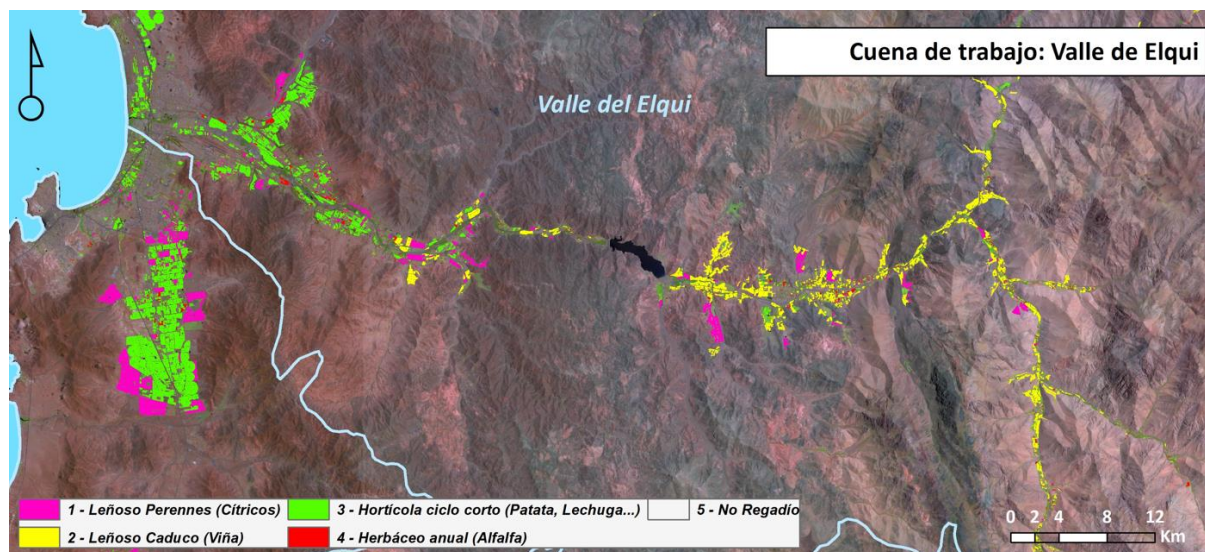 Cuena de trabajo: Valle de Elqui
Valle del Elqui
1 - Leñoso Perennes (Cítricos)
3 - Hortícola ciclo corto (Patata, Lechuga...)
5 - No Regadío
2 - Leñoso Caduco (Viña)
4 - Herbáceo anual (Alfalfa)
0 2 4 8 12
Km